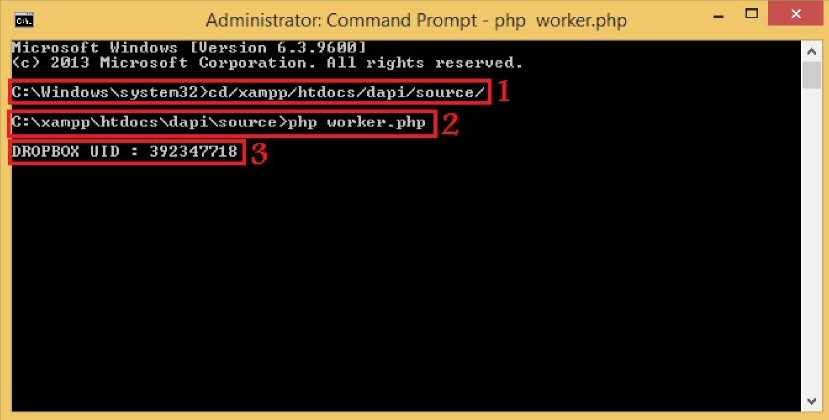 Administrator: Command Prompt - php worker.php
Microsoft Windows [Version 6.3.9600]
(c) 2013 Microsoft Corporation. All rights reserved.
C:\Windows\system32>cd/xampp/htdocs/dapi/source/ 1
C:\xampp\htdocs\dapi\source>php worker.php 2
DROPBOX UID : 392347718 3